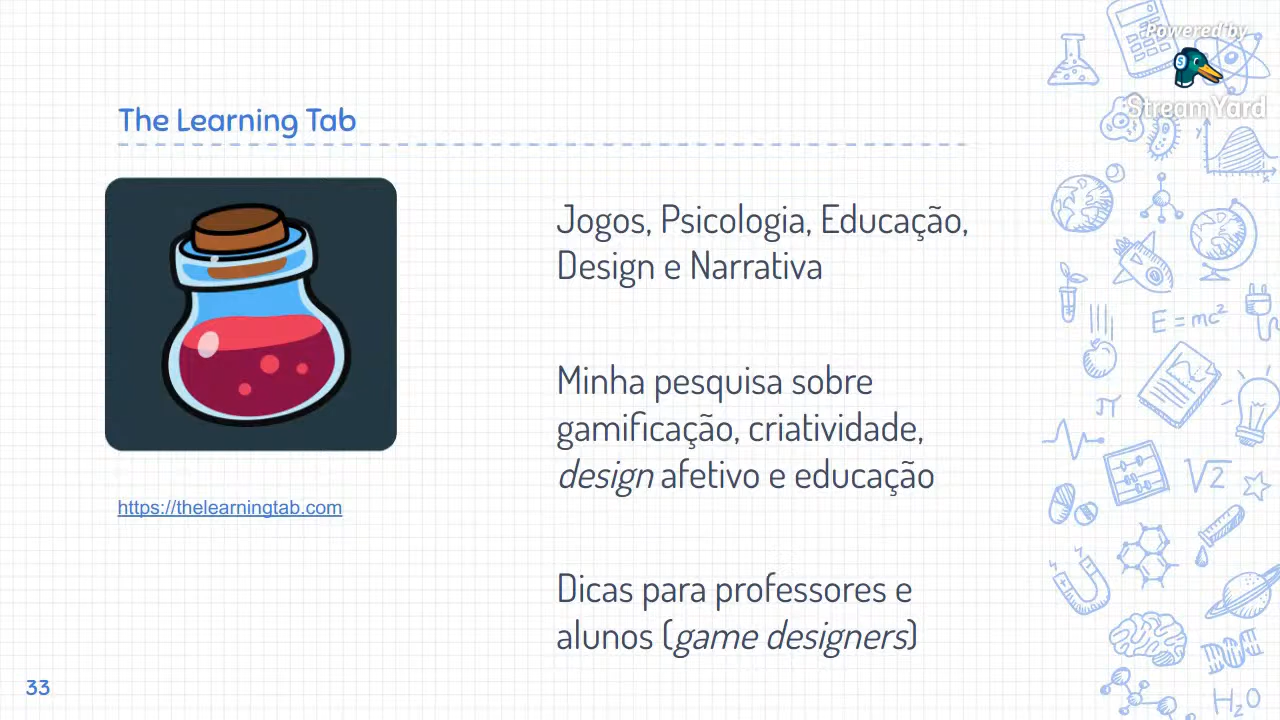 Powered by
StreamYard
The Learning Tab
Jogos, Psicologia, Educação,
Design e Narrativa
Minha pesquisa sobre
gamificação, criatividade,
design afetivo e educação
https://thelearningtab.com
Dicas para professores e
alunos (game designers)
33
E = mc²
π
√2
H₂O
y
x
S